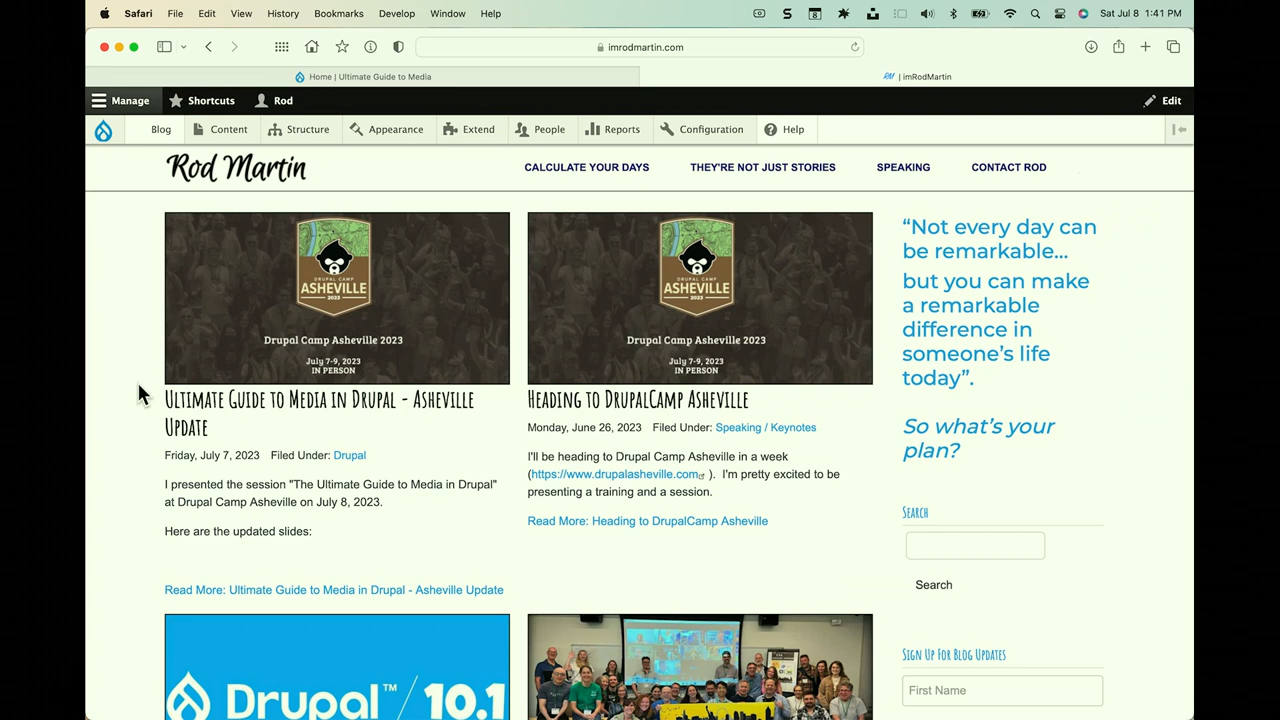 Safari File Edit View History Bookmarks Develop Window Help
Sat Jul 8 1:41 PM
imrodmartin.com
Home | Ultimate Guide to Media
RM | imRodMartin
Manage Shortcuts Rod Edit
Blog Content Structure Appearance Extend People Reports Configuration Help
Rod Martin
CALCULATE YOUR DAYS THEY'RE NOT JUST STORIES SPEAKING CONTACT ROD
DRUPAL CAMP
ASHEVILLE
2023
Drupal Camp Asheville 2023
July 7-9, 2023
IN PERSON
ULTIMATE GUIDE TO MEDIA IN DRUPAL - ASHEVILLE
UPDATE
Friday, July 7, 2023 Filed Under: Drupal
I presented the session "The Ultimate Guide to Media in Drupal"
at Drupal Camp Asheville on July 8, 2023.
Here are the updated slides:
Read More: Ultimate Guide to Media in Drupal - Asheville Update
DRUPAL CAMP
ASHEVILLE
2023
Drupal Camp Asheville 2023
July 7-9, 2023
IN PERSON
HEADING TO DRUPALCAMP ASHEVILLE
Monday, June 26, 2023 Filed Under: Speaking / Keynotes
I'll be heading to Drupal Camp Asheville in a week
(https://www.drupalasheville.com ). I'm pretty excited to be
presenting a training and a session.
Read More: Heading to DrupalCamp Asheville
Drupal™ / 10.1
“Not every day can
be remarkable...
but you can make
a remarkable
difference in
someone's life
today”.
So what's your
plan?
SEARCH
Search
SIGN UP FOR BLOG UPDATES
First Name